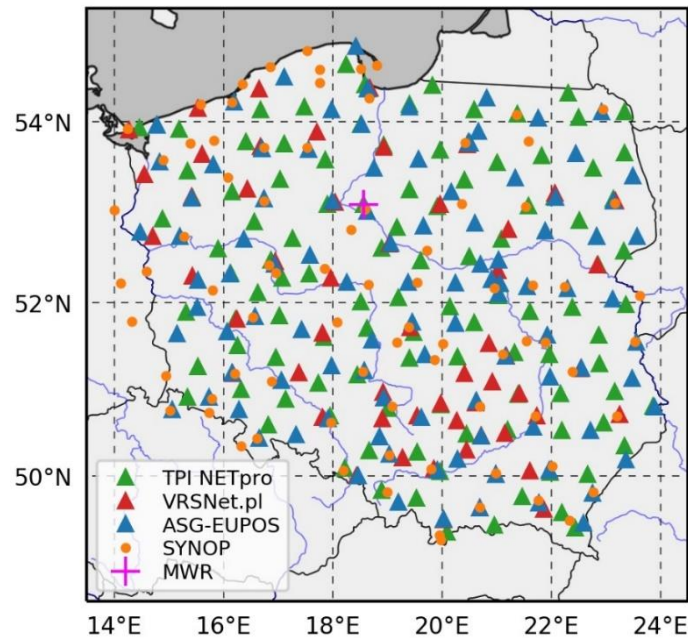 54°N
52°N
50°N
TPI NETpro
VRSNet.pl
ASG-EUPOS
SYNOP
MWR
14°E 16°E 18°E 20°E 22°E 24°E